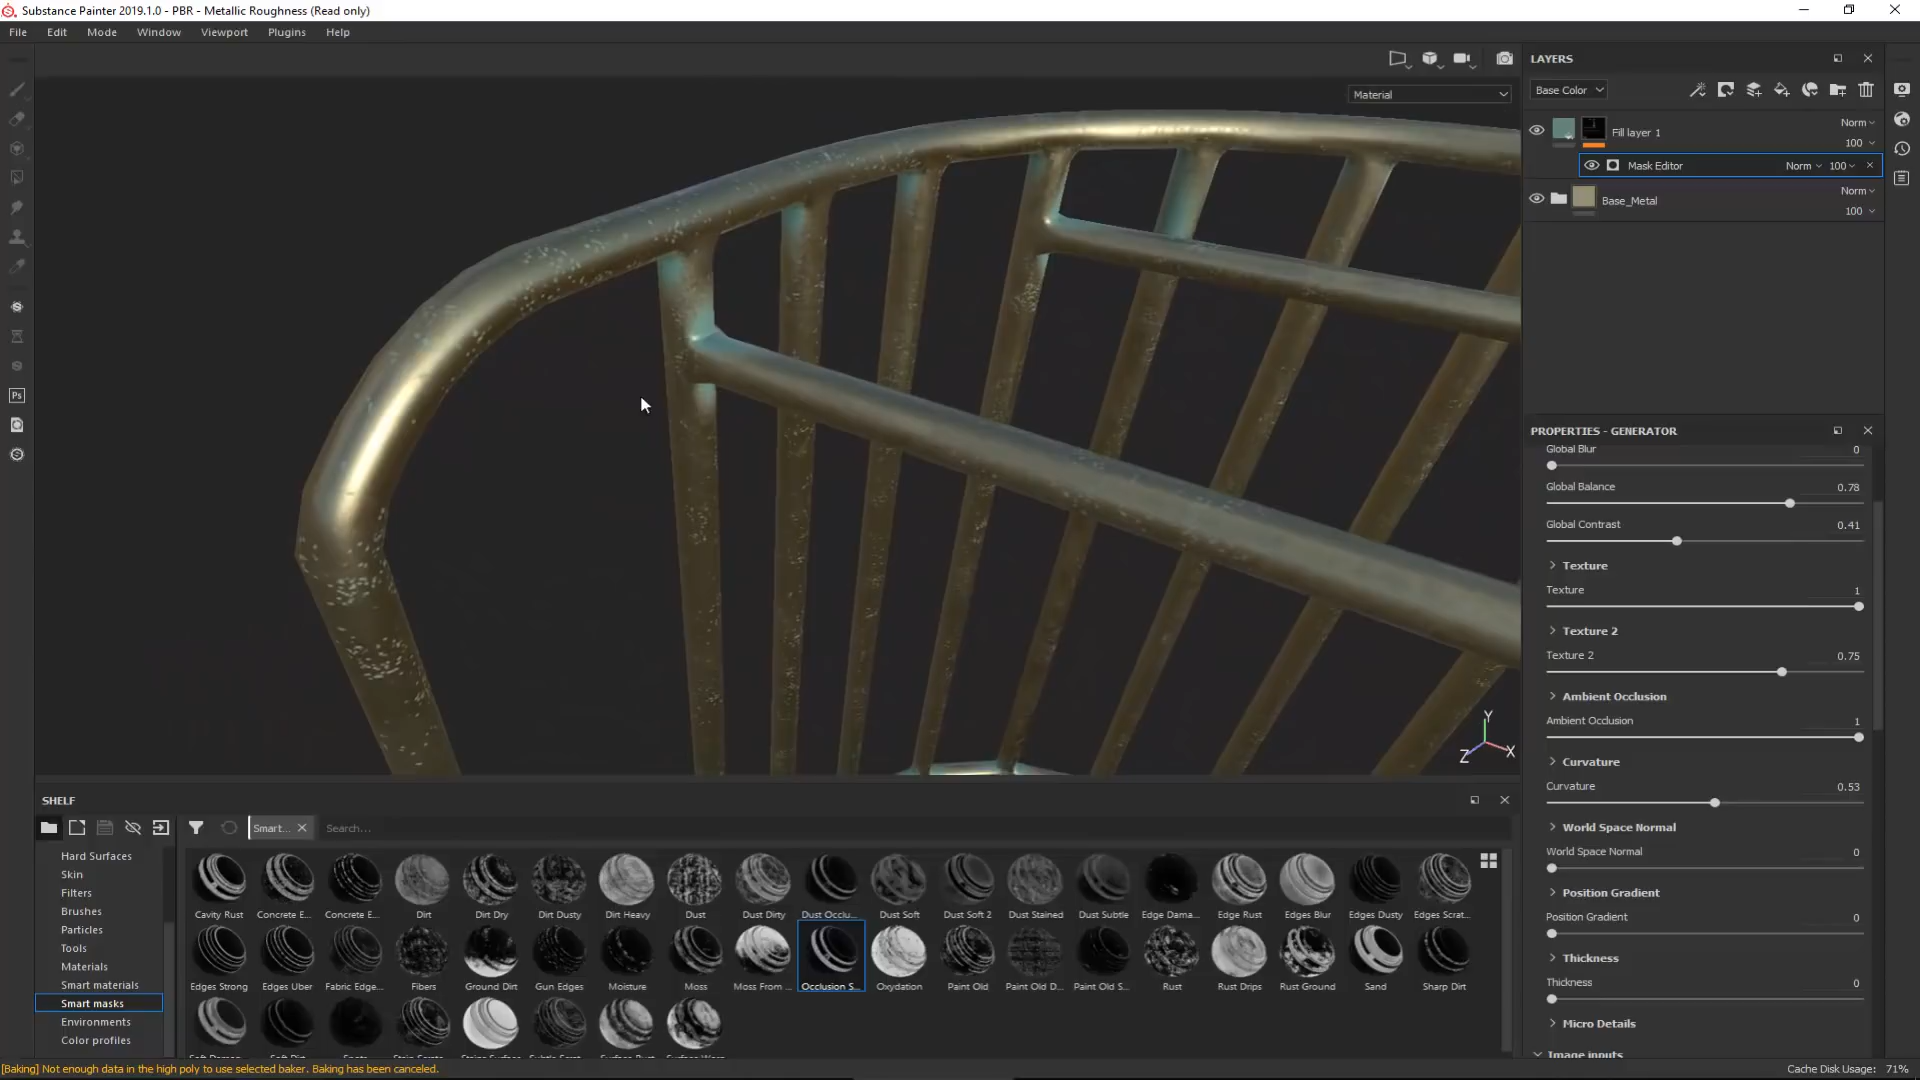 Substance Painter 2019.1.0 - PBR - Metallic Roughness (Read only)
File Edit Mode Window Viewport Plugins Help
Material
LAYERS
Base Color
Norm
Fill layer 1
100
Mask Editor Norm 100
Norm
Base_Metal
100
PROPERTIES - GENERATOR
Global Blur 0
Global Balance 0.78
Global Contrast 0.41
Texture
Texture 1
Texture 2
Texture 2 0.75
Ambient Occlusion
Ambient Occlusion 1
Curvature
Curvature 0.53
World Space Normal
World Space Normal 0
Position Gradient
Position Gradient 0
Thickness
Thickness 0
Micro Details
Image inputs
Y
Z X
Ps
SHELF
Smart... Search...
Hard Surfaces
Skin
Filters
Brushes
Particles
Tools
Materials
Smart materials
Smart masks
Environments
Color profiles
Cavity Rust Concrete E... Concrete E... Dirt Dirt Dry Dirt Dusty Dirt Heavy Dust Dust Dirty Dust Occlu... Dust Soft Dust Soft 2 Dust Stained Dust Subtle Edge Dama... Edge Rust Edges Blur Edges Dusty Edges Scrat...
Edges Strong Edges Uber Fabric Edge... Fibers Ground Dirt Gun Edges Moisture Moss Moss From ... Occlusion S... Oxydation Paint Old Paint Old D... Paint Old S... Rust Rust Drips Rust Ground Sand Sharp Dirt
[Baking] Not enough data in the high poly to use selected baker. Baking has been canceled.
Cache Disk Usage: 71%